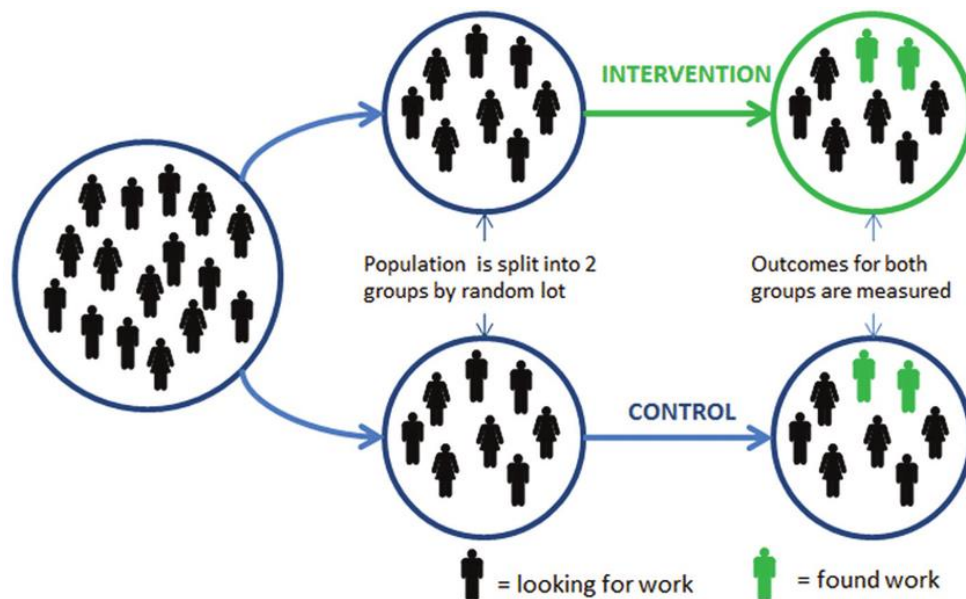 INTERVENTION
Population is split into 2
groups by random lot
Outcomes for both
groups are measured
CONTROL
= looking for work
= found work